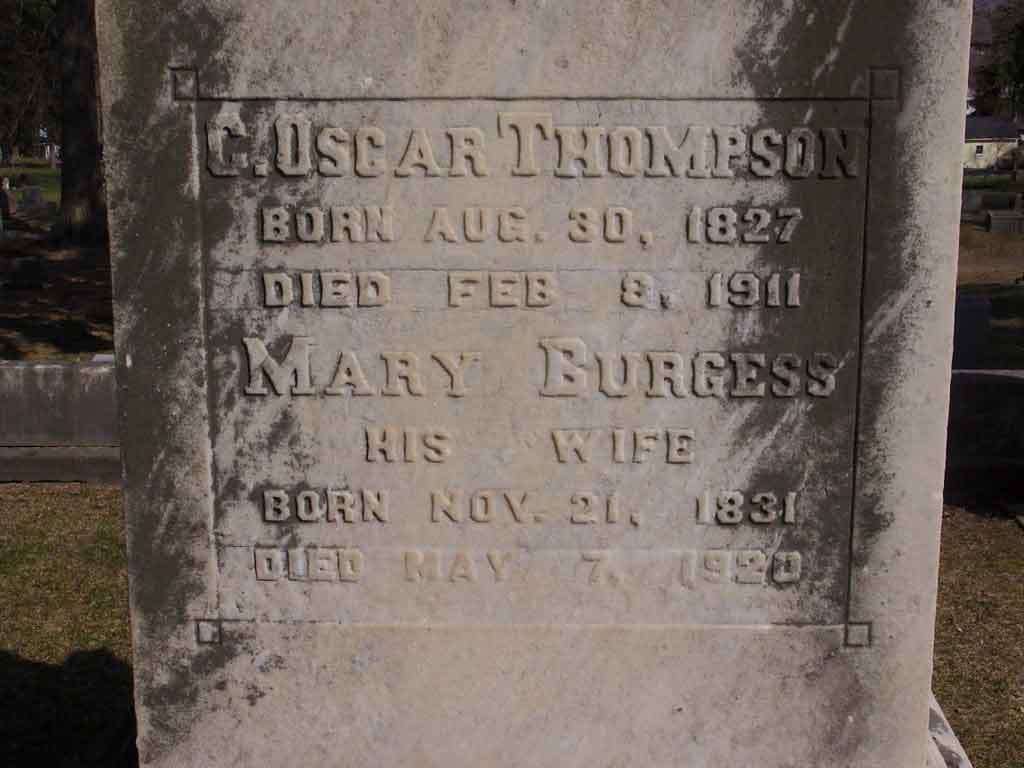 C. OSCAR THOMPSON
BORN AUG. 30, 1827
DIED FEB 8, 1911
MARY BURGESS
HIS WIFE
BORN NOV. 21, 1831
DIED MAY 7, 1920